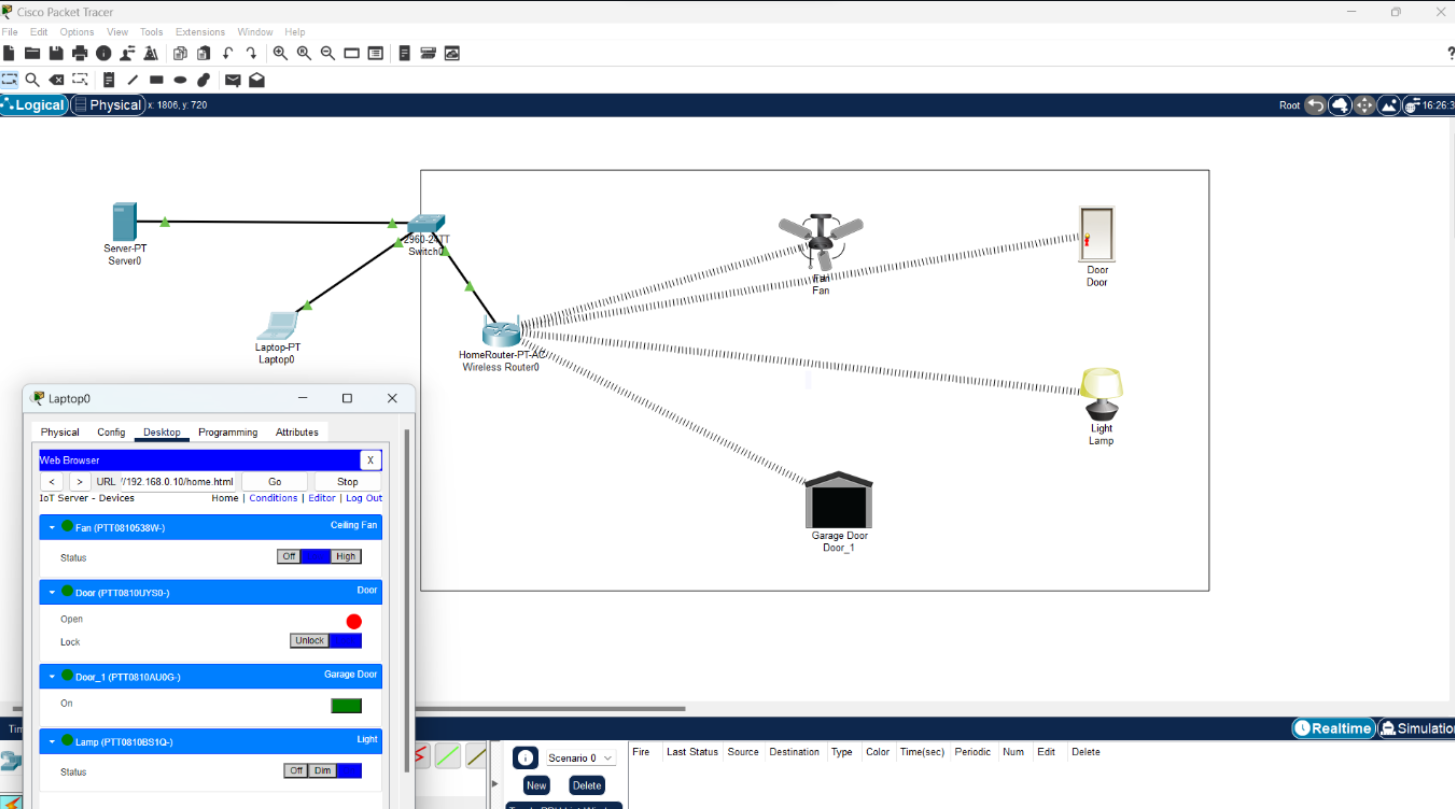 Cisco Packet Tracer
File Edit Options View Tools Extensions Window Help
?
Logical Physical x: 1806, y: 720
Root 16:26:3
Server-PT
Server0
2960-24TT
Switch0
Laptop-PT
Laptop0
HomeRouter-PT-AC
Wireless Router0
Fan
Fan
Door
Door
Light
Lamp
Garage Door
Door_1
Laptop0
Physical Config Desktop Programming Attributes
Web Browser X
< > URL '/192.168.0.10/home.html Go Stop
IoT Server - Devices Home | Conditions | Editor | Log Out
Fan (PTT0810538W-) Ceiling Fan
Status Off High
Door (PTT0810UYS0-) Door
Open
Lock Unlock
Door_1 (PTT0810AU0G-) Garage Door
On
Lamp (PTT0810BS1Q-) Light
Status Off Dim
Tim
Realtime Simulatio
Scenario 0
New Delete
Fire Last Status Source Destination Type Color Time(sec) Periodic Num Edit Delete